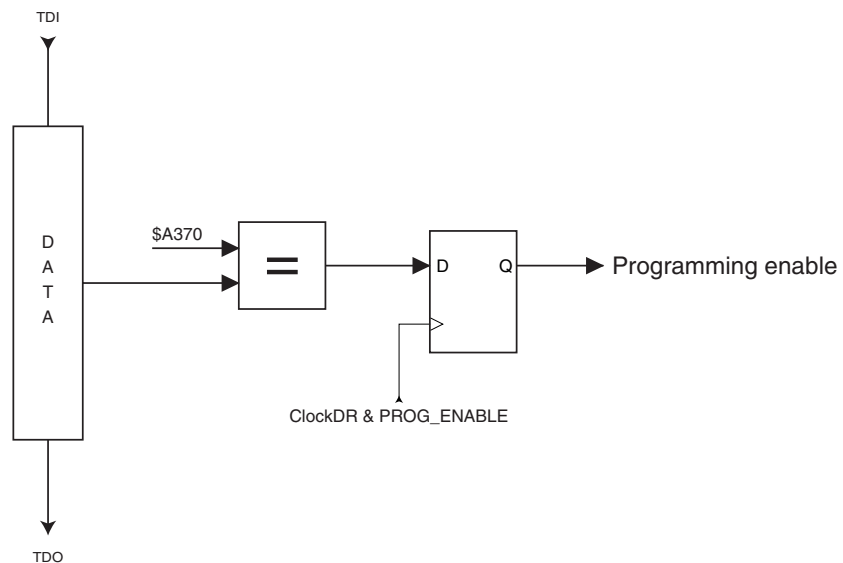 TDI
D
A
T
A
$A370
=
D Q
Programming enable
ClockDR & PROG_ENABLE
TDO